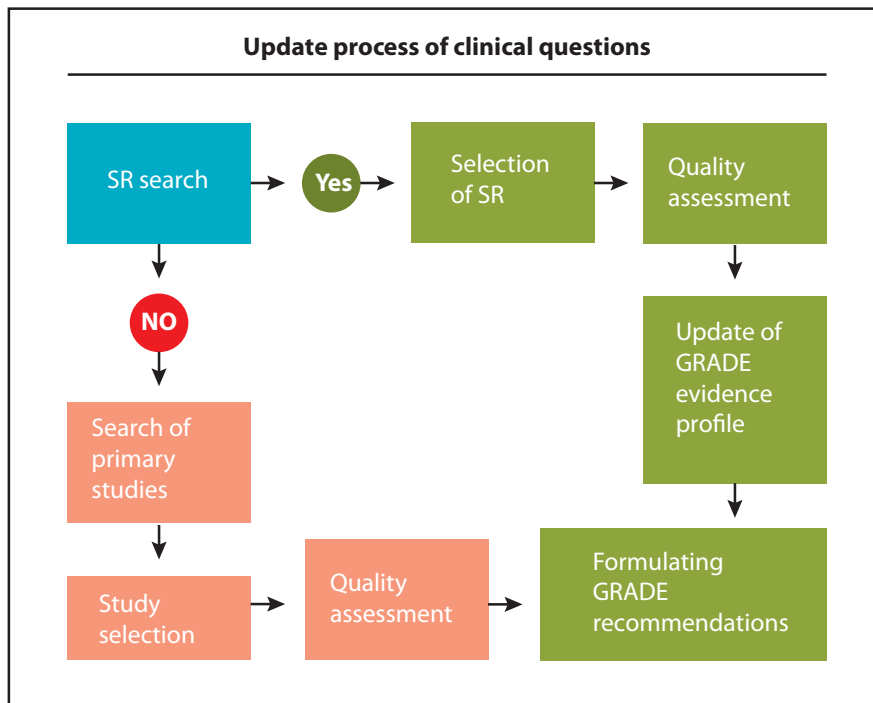 Update process of clinical questions
SR search
Yes
Selection
of SR
Quality
assessment
NO
Update of
GRADE
evidence
profile
Search of
primary
studies
Study
selection
Quality
assessment
Formulating
GRADE
recommendations